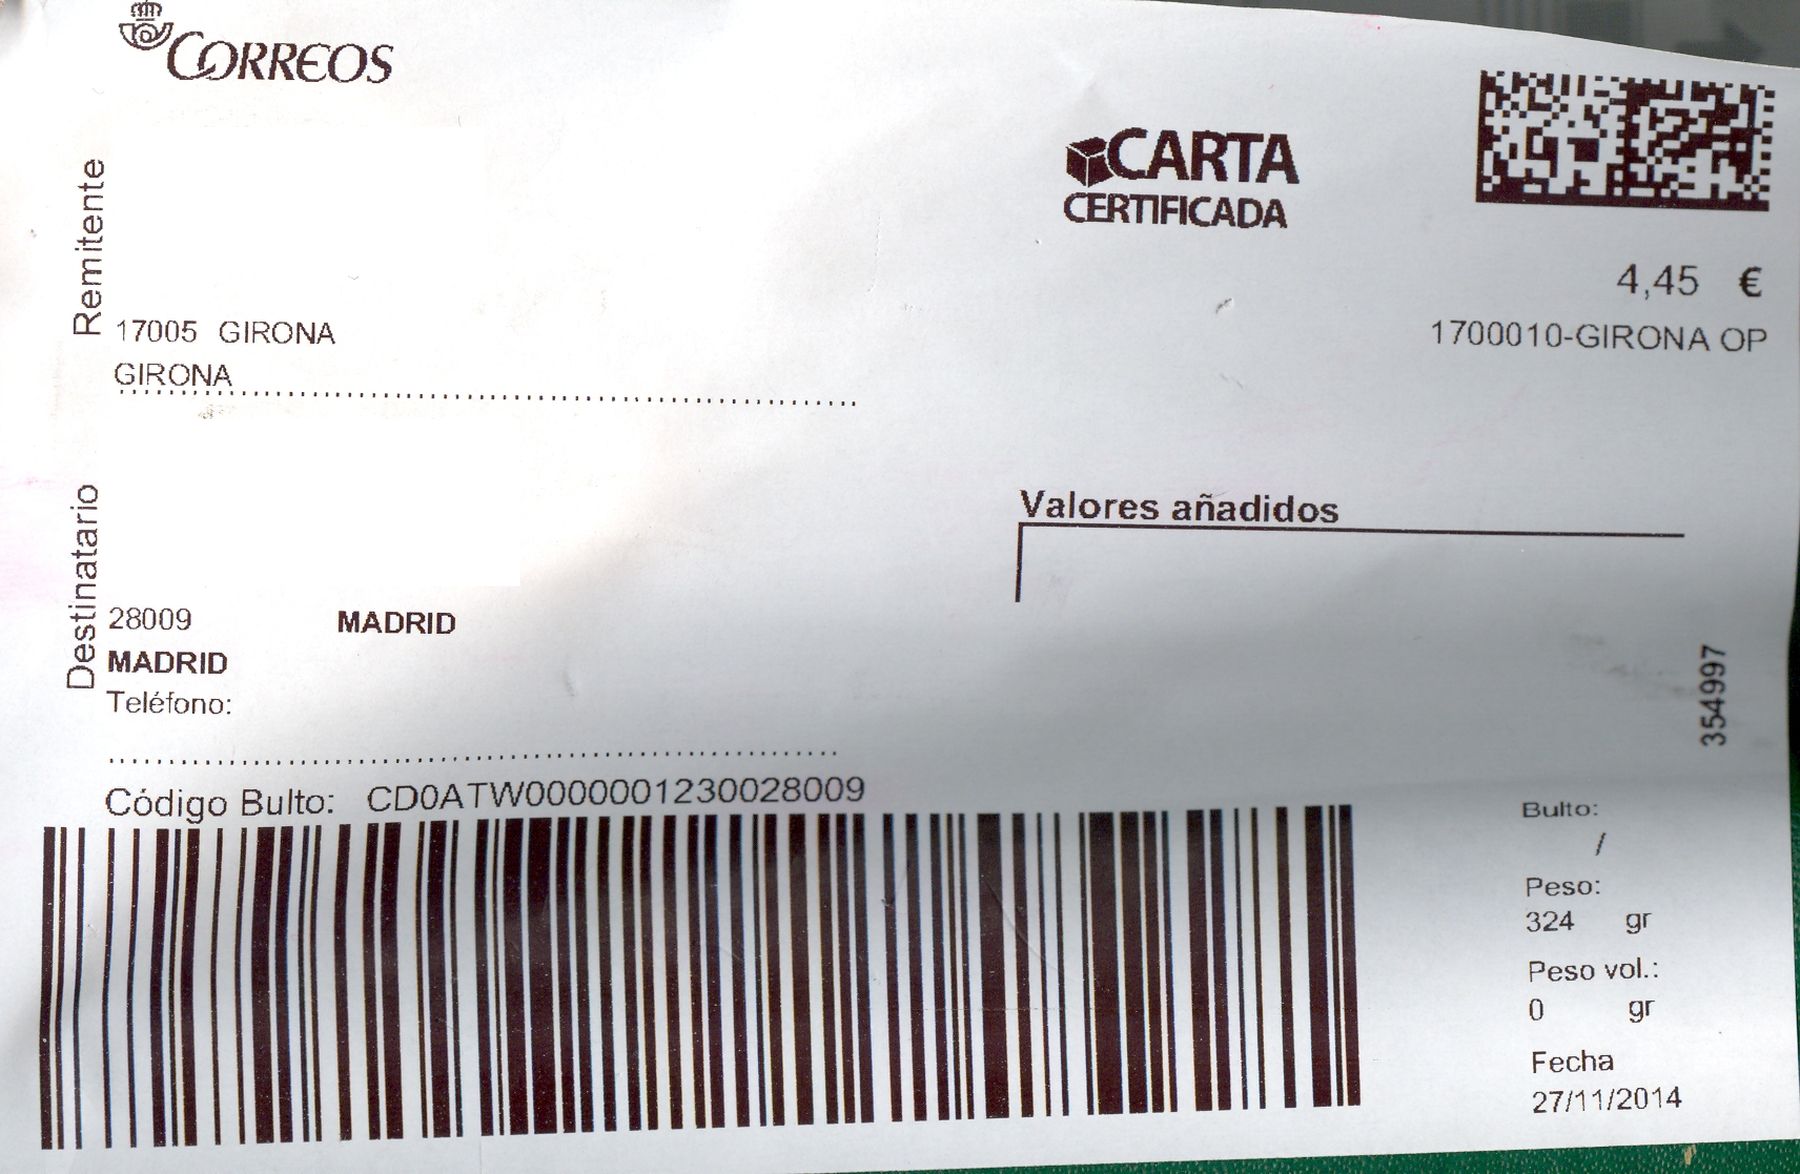 CORREOS
CARTA
CERTIFICADA
4,45 €
1700010-GIRONA OP
Remitente
17005 GIRONA
GIRONA
Valores añadidos
Destinatario
28009 MADRID
MADRID
Teléfono:
354997
Código Bulto: CD0ATW0000001230028009
Bulto:
/
Peso:
324 gr
Peso vol.:
0 gr
Fecha
27/11/2014